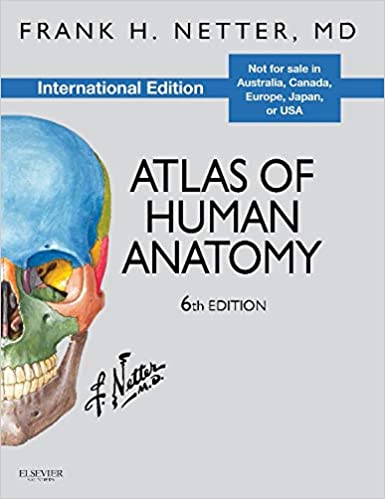 FRANK H. NETTER, MD
International Edition
Not for sale in
Australia, Canada,
Europe, Japan,
or USA
ATLAS OF
HUMAN
ANATOMY
6th EDITION
F. Netter
M.D.
ELSEVIER
SAUNDERS